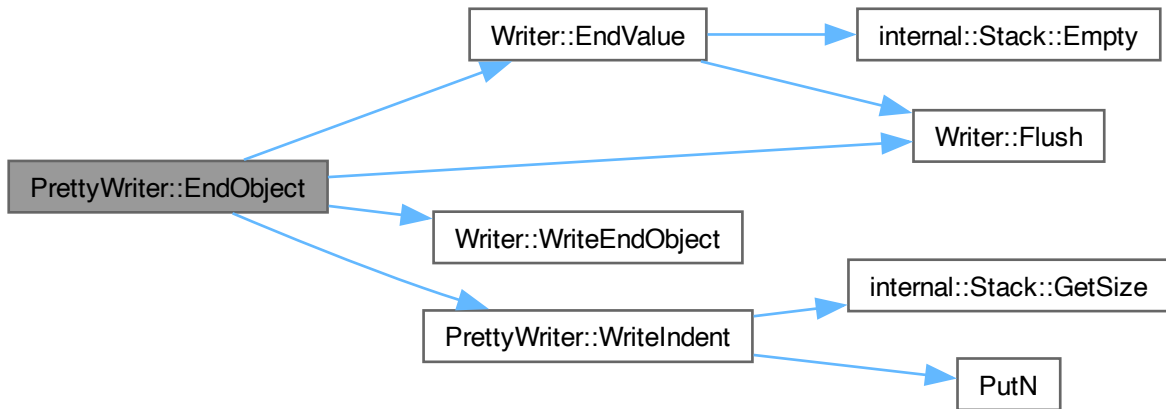 PrettyWriter::EndObject
Writer::EndValue
internal::Stack::Empty
Writer::Flush
Writer::WriteEndObject
PrettyWriter::WriteIndent
internal::Stack::GetSize
PutN